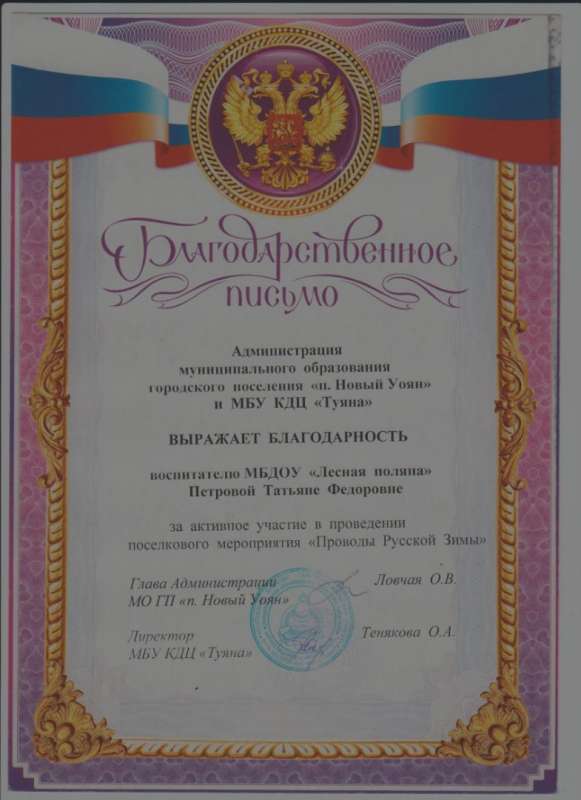 Благодарственное
письмо
Администрация
муниципального образования
городского поселения «п. Новый Уоян»
и МБУ КДЦ «Туяна»
ВЫРАЖАЕТ БЛАГОДАРНОСТЬ
воспитателю МБДОУ «Лесная поляна»
Петровой Татьяне Федоровне
за активное участие в проведении
поселкового мероприятия «Проводы Русской Зимы»
Глава Администрации Ловчая О.В.
МО ГП «п. Новый Уоян»
Директор Тенякова О.А.
МБУ КДЦ «Туяна»